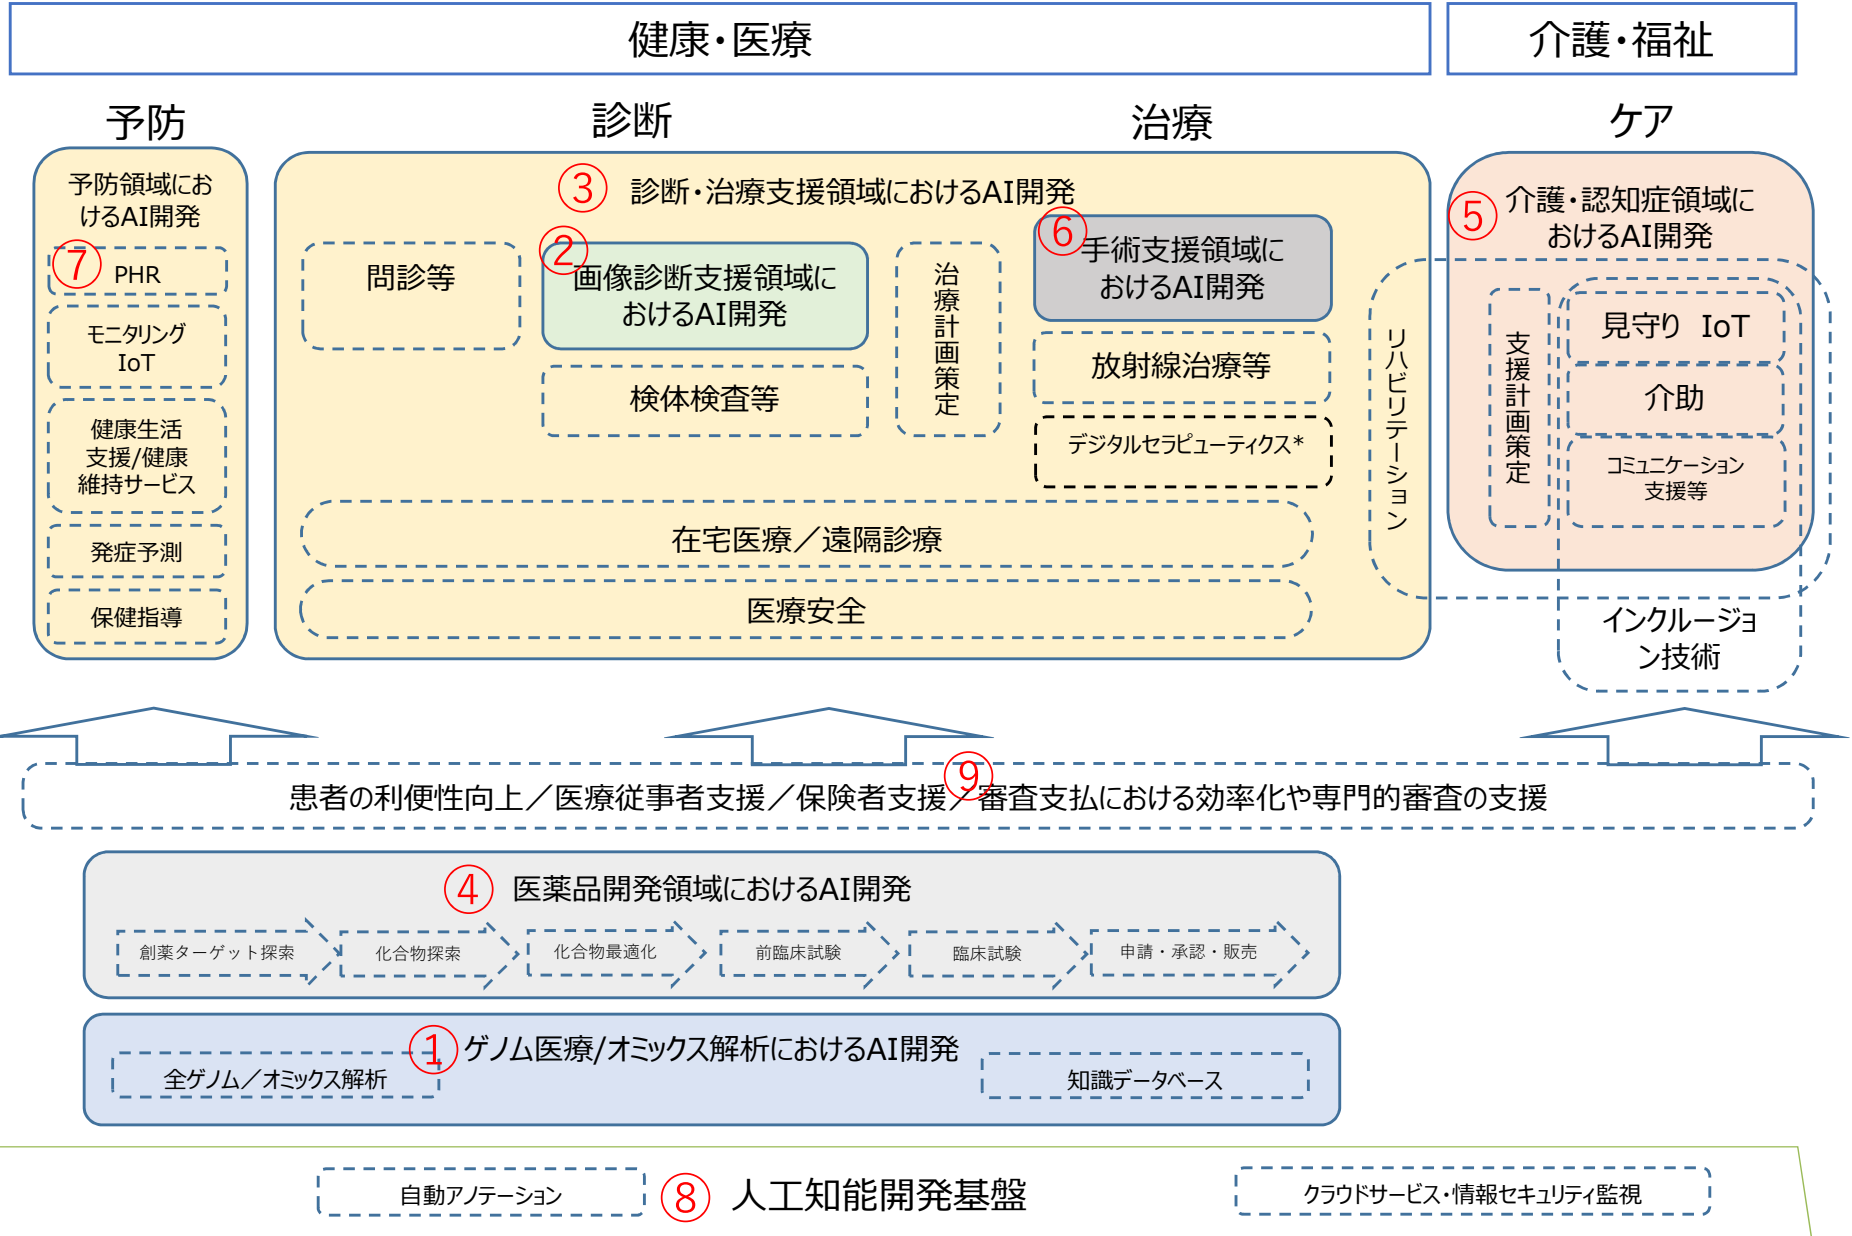 健康・医療
介護・福祉
予防
診断
治療
ケア
予防領域にお
けるAI開発
⑦
PHR
モニタリング
IoT
健康生活
支援/健康
維持サービス
発症予測
保健指導
③ 診断・治療支援領域におけるAI開発
問診等
②
画像診断支援領域に
おけるAI開発
検体検査等
治療計画策定
⑥
手術支援領域に
おけるAI開発
放射線治療等
デジタルセラピューティクス*
リハビリテーション
在宅医療／遠隔診療
医療安全
⑤
介護・認知症領域に
おけるAI開発
支援計画策定
見守り IoT
介助
コミュニケーション
支援等
インクルージョ
ン技術
⑨
患者の利便性向上／医療従事者支援／保険者支援／審査支払における効率化や専門的審査の支援
④ 医薬品開発領域におけるAI開発
創薬ターゲット探索
化合物探索
化合物最適化
前臨床試験
臨床試験
申請・承認・販売
① ゲノム医療/オミックス解析におけるAI開発
全ゲノム／オミックス解析
知識データベース
自動アノテーション
⑧ 人工知能開発基盤
クラウドサービス・情報セキュリティ監視